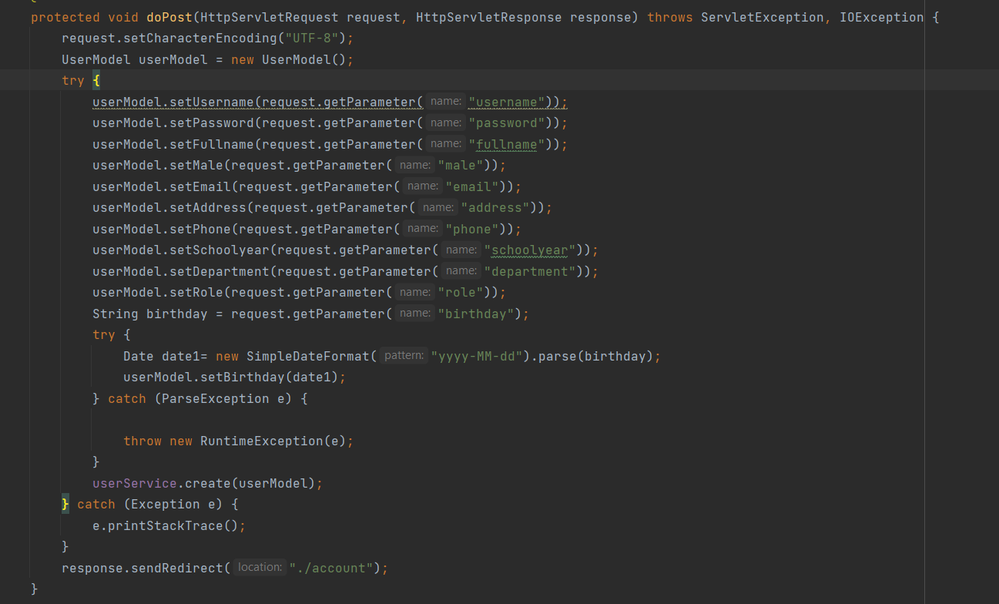 protected void doPost(HttpServletRequest request, HttpServletResponse response) throws ServletException, IOException {
request.setCharacterEncoding("UTF-8");
UserModel userModel = new UserModel();
try {
userModel.setUsername(request.getParameter( name: "username"));
userModel.setPassword(request.getParameter( name: "password"));
userModel.setFullname(request.getParameter( name: "fullname"));
userModel.setMale(request.getParameter( name: "male"));
userModel.setEmail(request.getParameter( name: "email"));
userModel.setAddress(request.getParameter( name: "address"));
userModel.setPhone(request.getParameter( name: "phone"));
userModel.setSchoolyear(request.getParameter( name: "schoolyear"));
userModel.setDepartment(request.getParameter( name: "department"));
userModel.setRole(request.getParameter( name: "role"));
String birthday = request.getParameter( name: "birthday");
try {
Date date1= new SimpleDateFormat( pattern: "yyyy-MM-dd").parse(birthday);
userModel.setBirthday(date1);
} catch (ParseException e) {
throw new RuntimeException(e);
}
userService.create(userModel);
} catch (Exception e) {
e.printStackTrace();
}
response.sendRedirect( location: "./account");
}